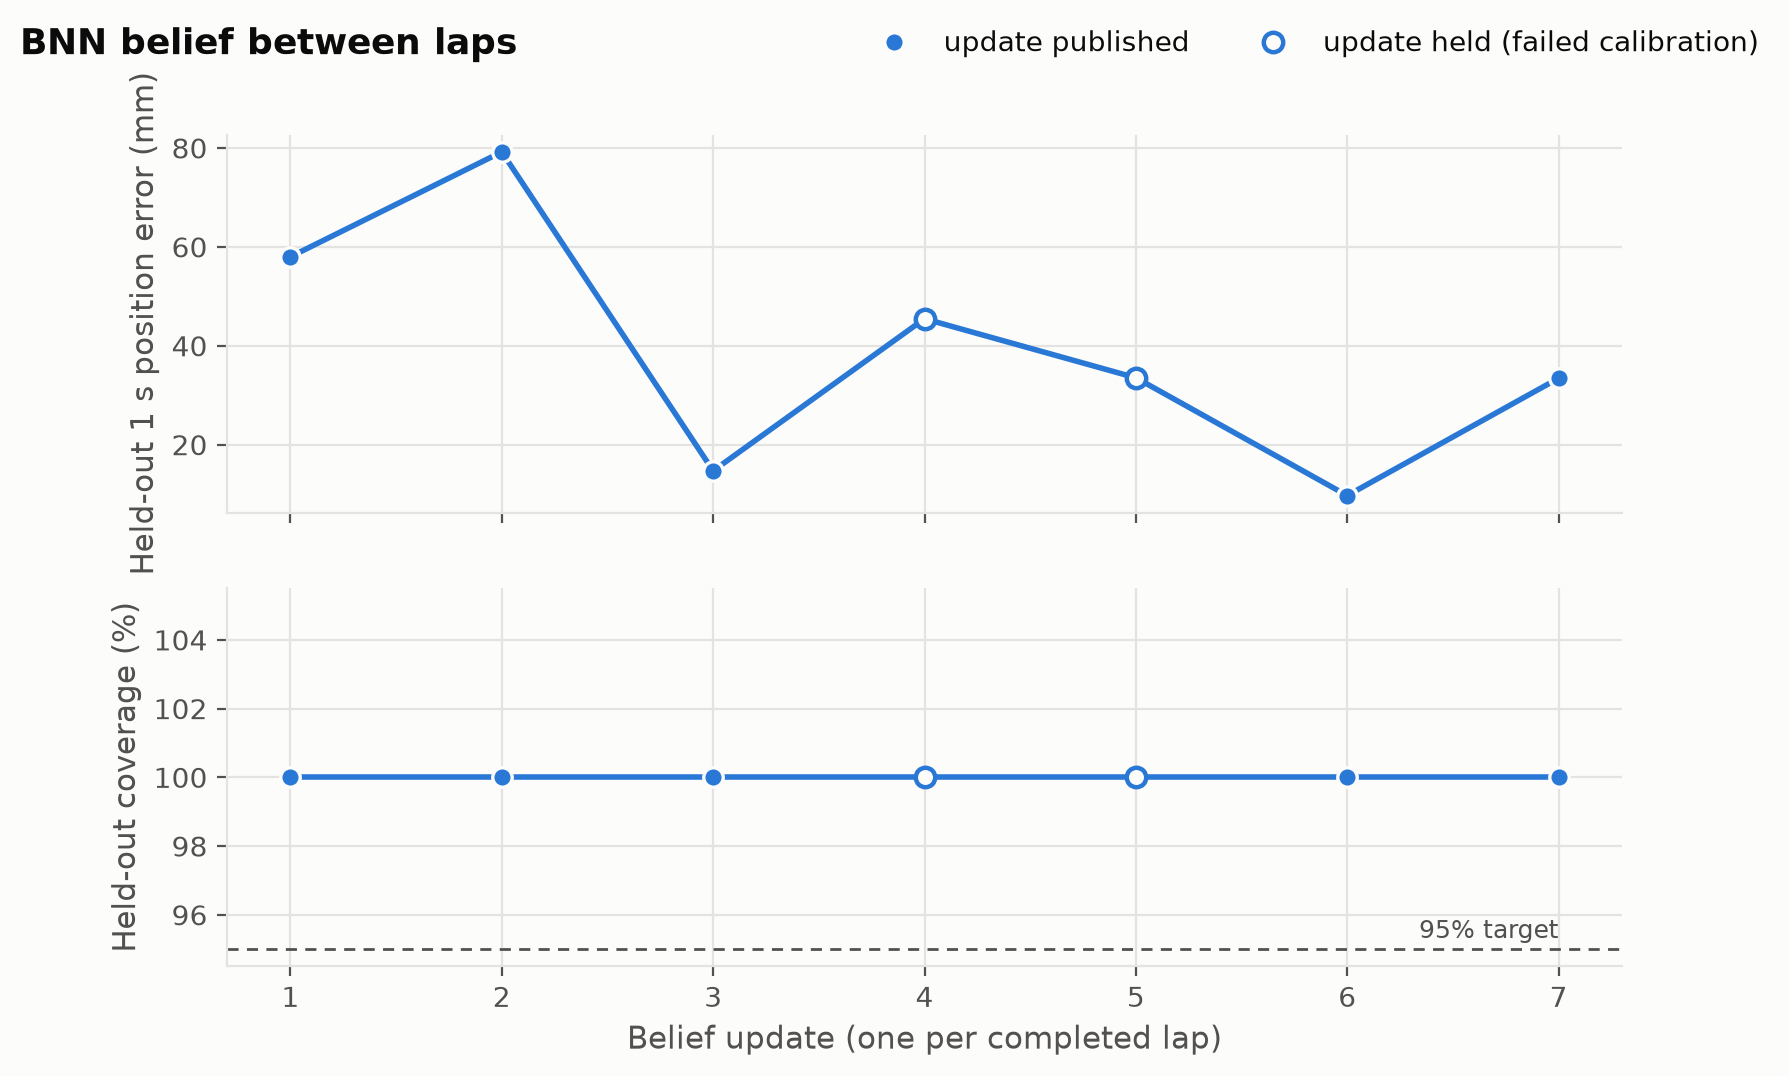 BNN belief between laps
update published
update held (failed calibration)
Held-out 1 s position error (mm)
80
60
40
20
Held-out coverage (%)
104
102
100
98
96
95% target
1 2 3 4 5 6 7
Belief update (one per completed lap)